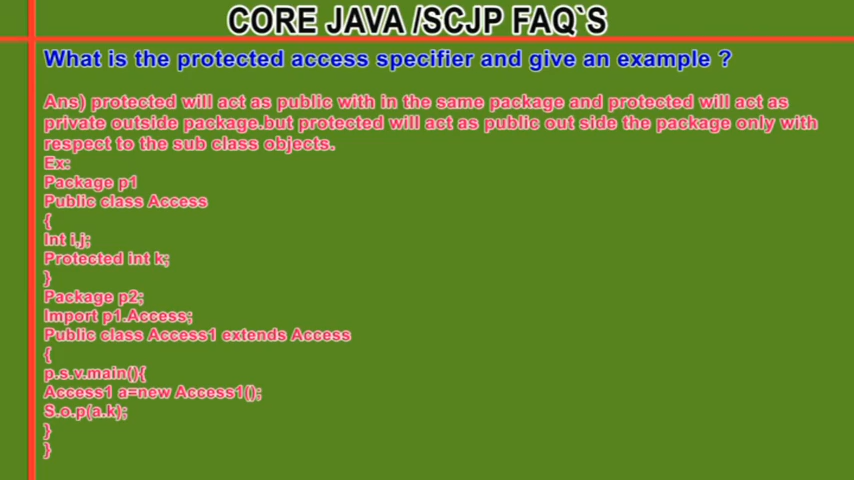 CORE JAVA /SCJP FAQ`S
What is the protected access specifier and give an example ?
Ans) protected will act as public with in the same package and protected will act as
private outside package.but protected will act as public out side the package only with
respect to the sub class objects.
Ex:
Package p1
Public class Access
{
Int i,j;
Protected int k;
}
Package p2;
Import p1.Access;
Public class Access1 extends Access
{
p.s.v.main(){
Access1 a=new Access1();
S.o.p(a.k);
}
}